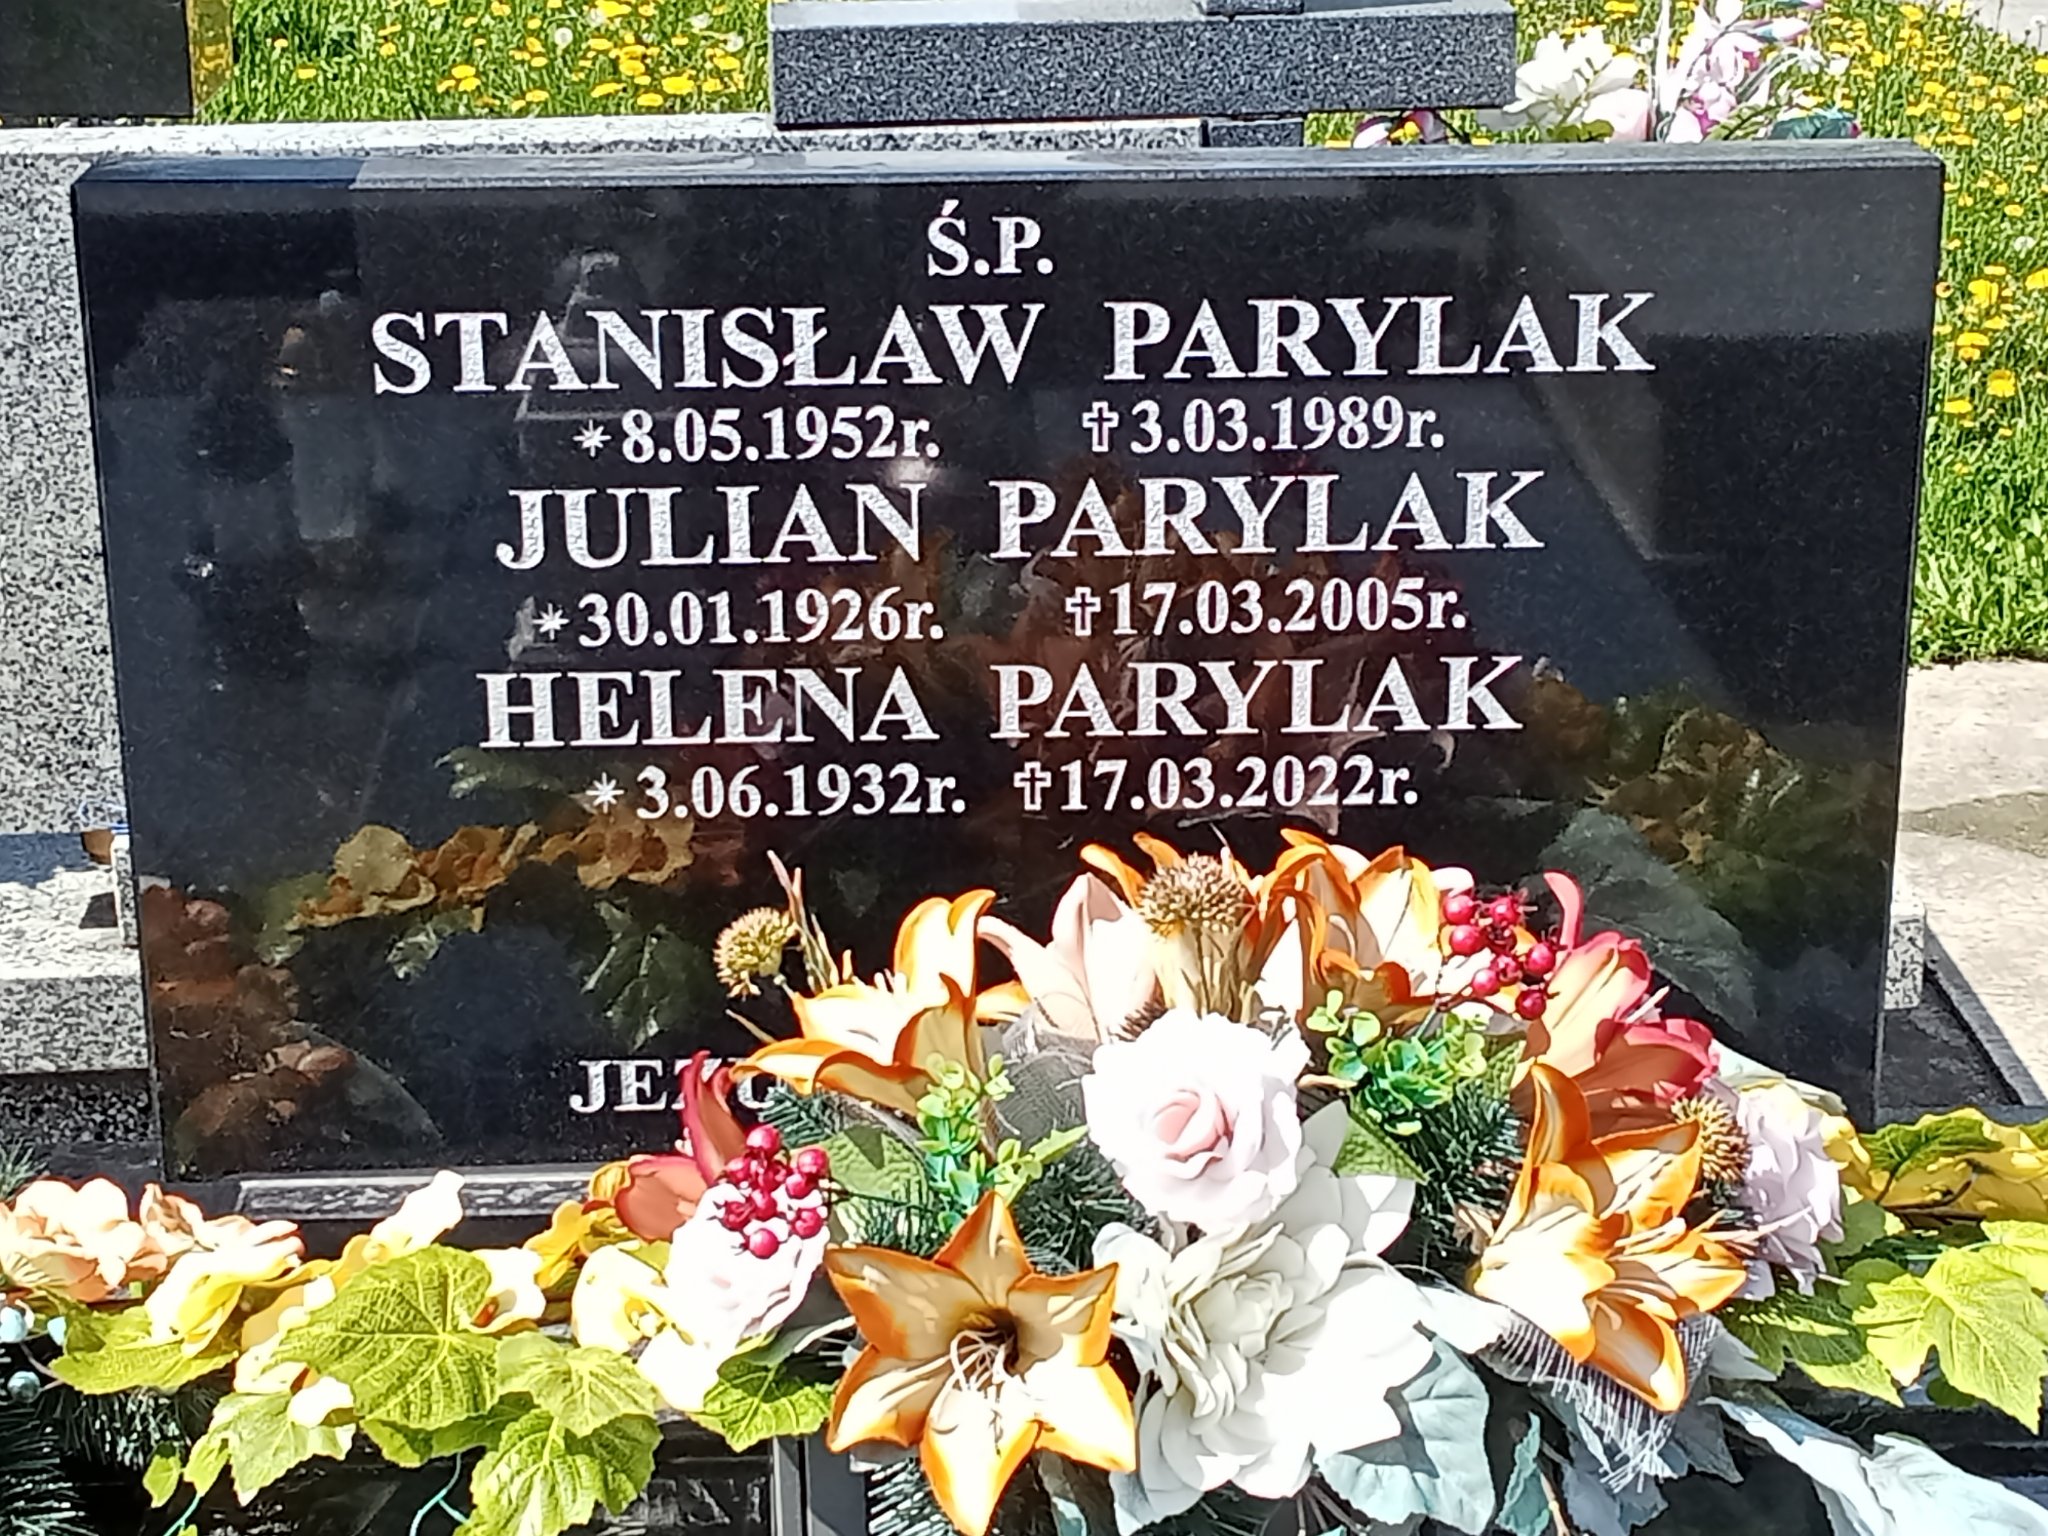 Ś.P.
STANISŁAW PARYLAK
*8.05.1952r. ✝3.03.1989r.
JULIAN PARYLAK
*30.01.1926r. ✝17.03.2005r.
HELENA PARYLAK
*3.06.1932r. ✝17.03.2022r.